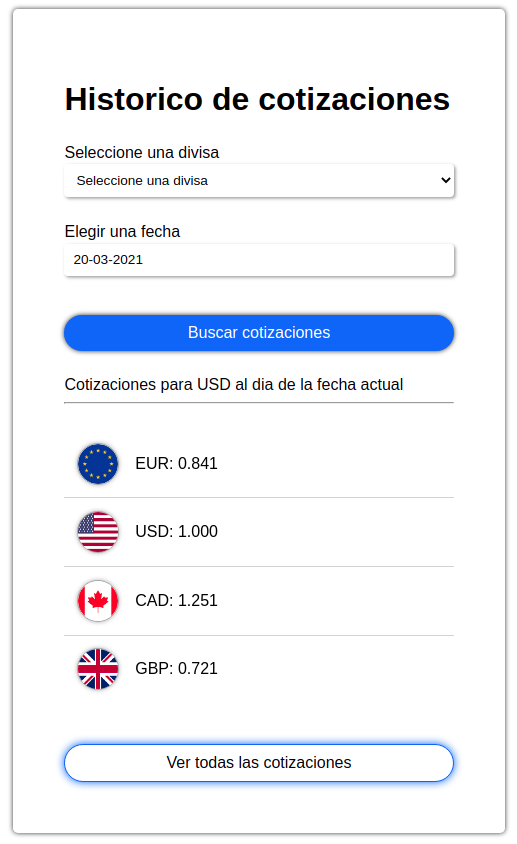 Historico de cotizaciones
Seleccione una divisa
Seleccione una divisa
Elegir una fecha
20-03-2021
Buscar cotizaciones
Cotizaciones para USD al dia de la fecha actual
EUR: 0.841
USD: 1.000
CAD: 1.251
GBP: 0.721
Ver todas las cotizaciones